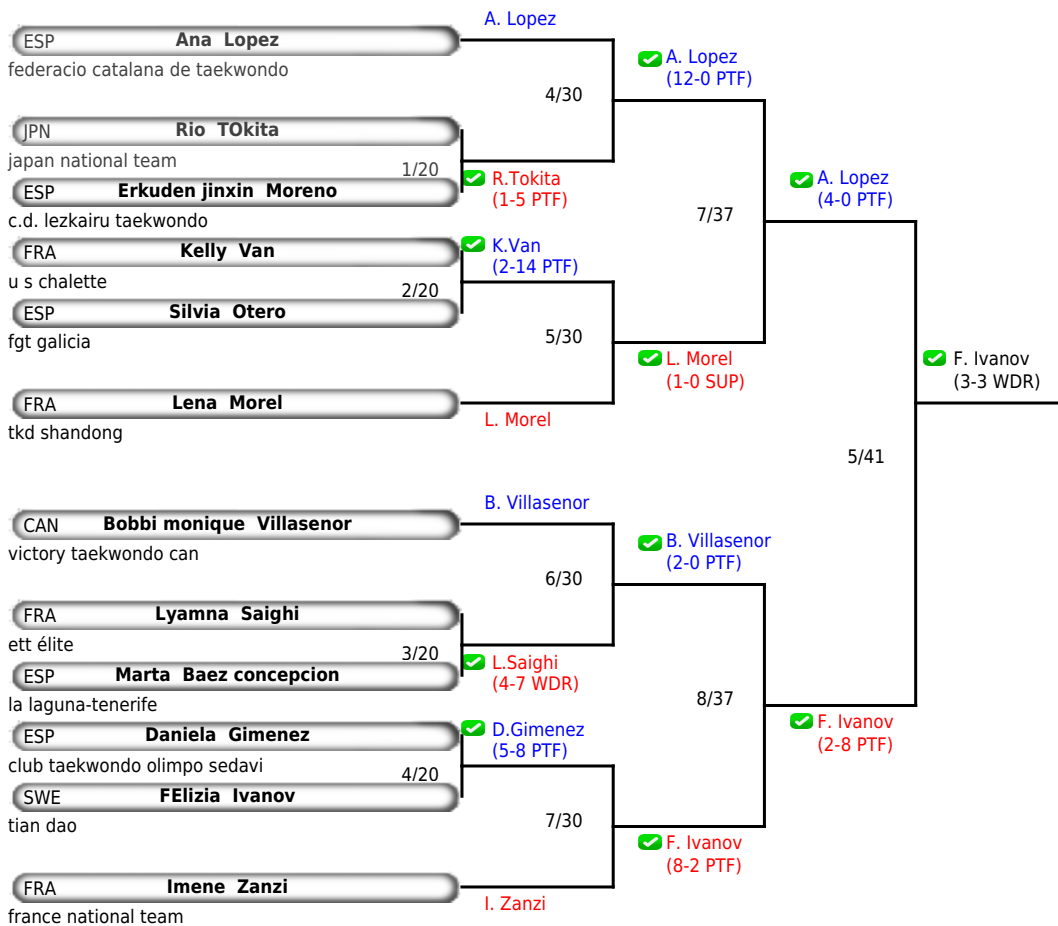 A. Lopez
ESP Ana Lopez
federacio catalana de taekwondo
4/30
A. Lopez
(12-0 PTF)
JPN Rio TOkita
japan national team
1/20
R.Tokita
(1-5 PTF)
ESP Erkuden jinxin Moreno
c.d. lezkairu taekwondo
7/37
A. Lopez
(4-0 PTF)
FRA Kelly Van
u s chalette
2/20
K.Van
(2-14 PTF)
ESP Silvia Otero
fgt galicia
5/30
L. Morel
(1-0 SUP)
FRA Lena Morel
tkd shandong
L. Morel
F. Ivanov
(3-3 WDR)
5/41
B. Villasenor
CAN Bobbi monique Villasenor
victory taekwondo can
6/30
B. Villasenor
(2-0 PTF)
FRA Lyamna Saighi
ett élite
3/20
L.Saighi
(4-7 WDR)
ESP Marta Baez concepcion
la laguna-tenerife
8/37
F. Ivanov
(2-8 PTF)
ESP Daniela Gimenez
club taekwondo olimpo sedavi
4/20
D.Gimenez
(5-8 PTF)
SWE FElizia Ivanov
tian dao
7/30
F. Ivanov
(8-2 PTF)
FRA Imene Zanzi
france national team
I. Zanzi